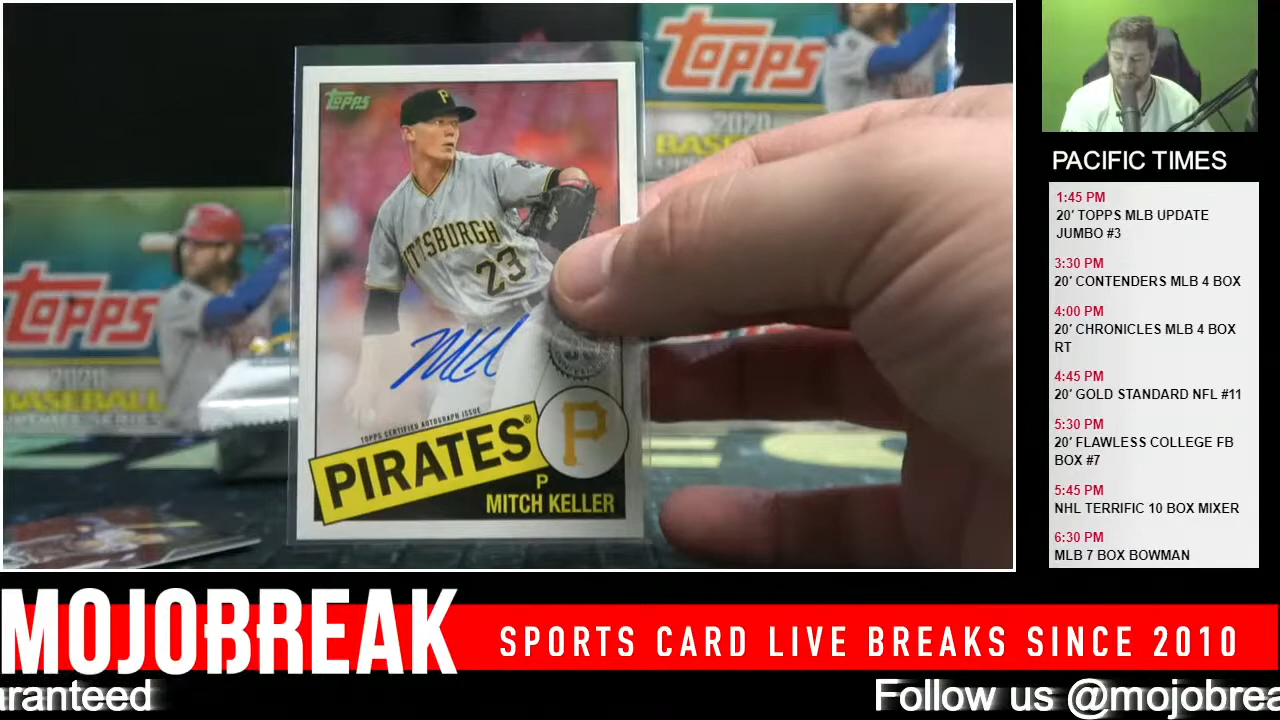 Topps
PITTSBURGH
23
TOPPS CERTIFIED AUTOGRAPH ISSUE
PIRATES®
P
P
MITCH KELLER
Topps
2020
BASEBALL
Topps
2020
PACIFIC TIMES
1:45 PM
20' TOPPS MLB UPDATE
JUMBO #3
3:30 PM
20' CONTENDERS MLB 4 BOX
4:00 PM
20' CHRONICLES MLB 4 BOX
RT
4:45 PM
20' GOLD STANDARD NFL #11
5:30 PM
20' FLAWLESS COLLEGE FB
BOX #7
5:45 PM
NHL TERRIFIC 10 BOX MIXER
6:30 PM
MLB 7 BOX BOWMAN
MOJOBREAK
SPORTS CARD LIVE BREAKS SINCE 2010
aranteed
Follow us @mojobrea